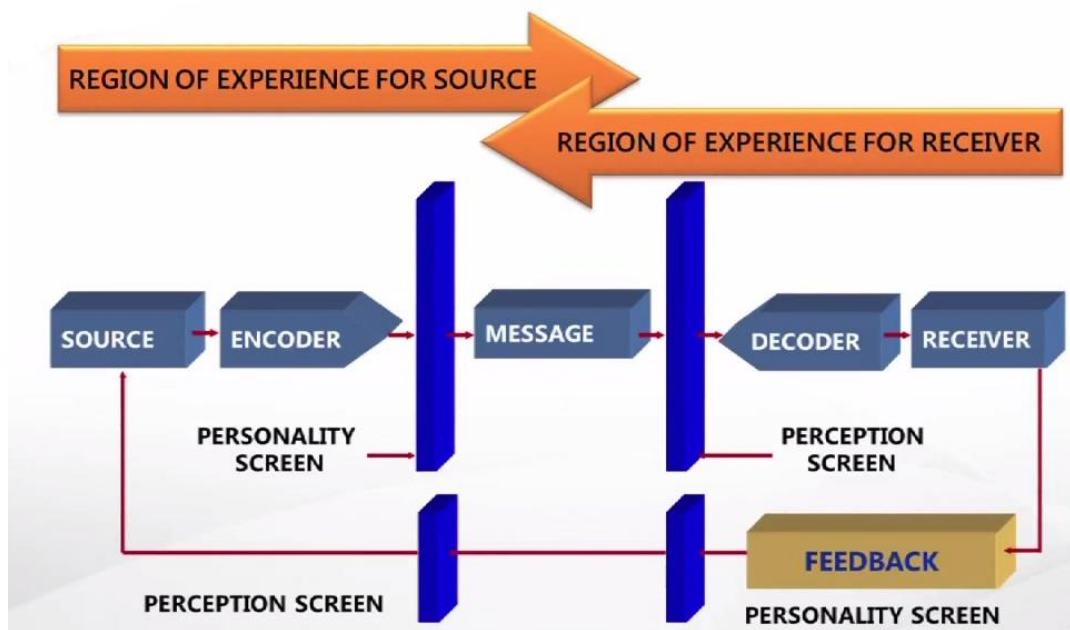 REGION OF EXPERIENCE FOR SOURCE
REGION OF EXPERIENCE FOR RECEIVER
SOURCE
ENCODER
MESSAGE
DECODER
RECEIVER
PERSONALITY
SCREEN
PERCEPTION
SCREEN
FEEDBACK
PERCEPTION SCREEN
PERSONALITY SCREEN